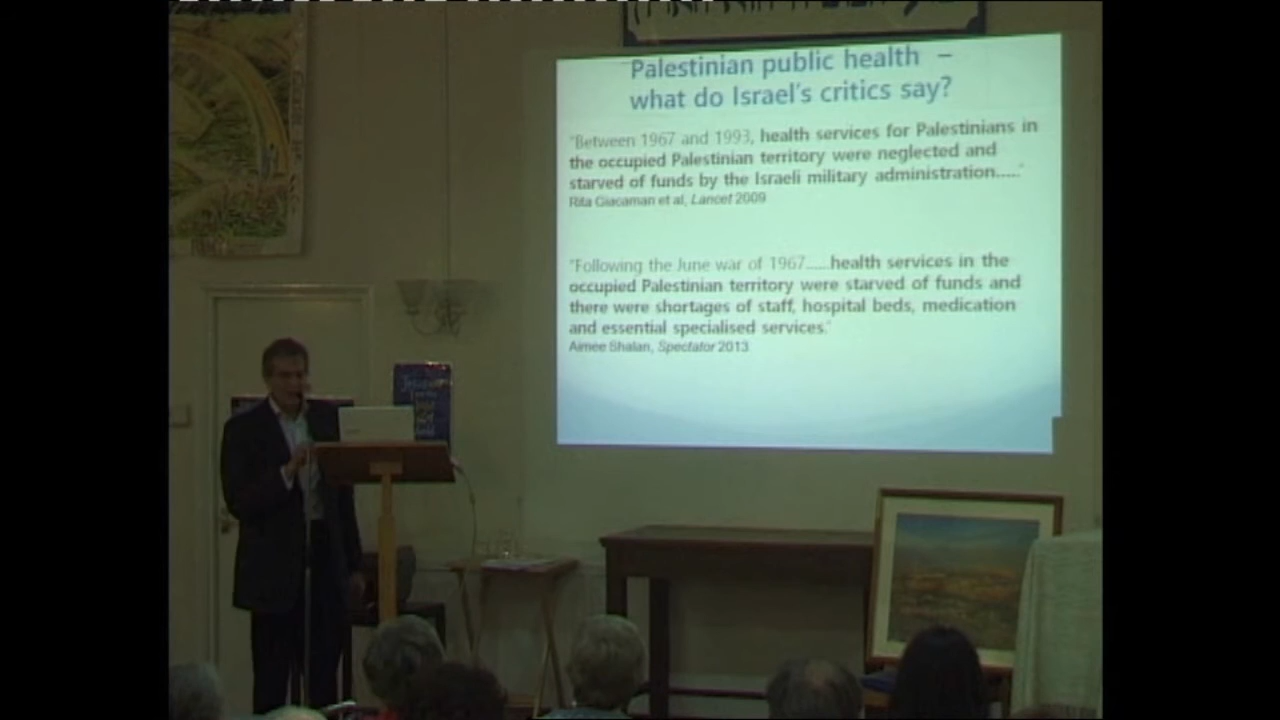 Palestinian public health –
what do Israel's critics say?
"Between 1967 and 1993, health services for Palestinians in
the occupied Palestinian territory were neglected and
starved of funds by the Israeli military administration....."
Rita Giacaman et al, Lancet 2009
"Following the June war of 1967.....health services in the
occupied Palestinian territory were starved of funds and
there were shortages of staff, hospital beds, medication
and essential specialised services."
Aimee Shalan, Spectator 2013